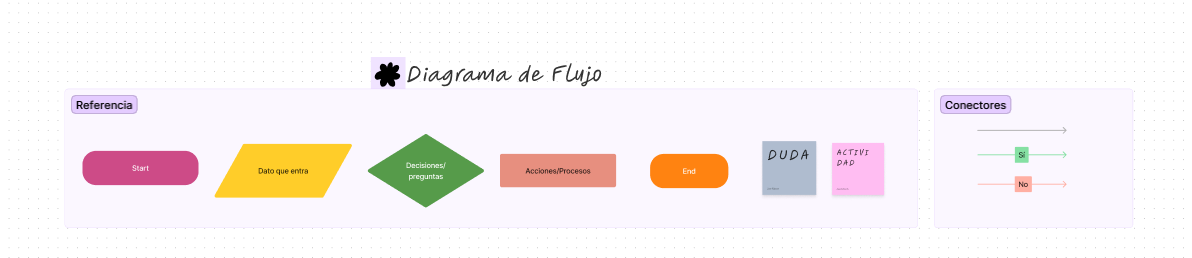 Diagrama de Flujo
Referencia
Start
Dato que entra
Decisiones/
preguntas
Acciones/Procesos
End
DUDA
ACTIVI
DAD
Conectores
Sí
No